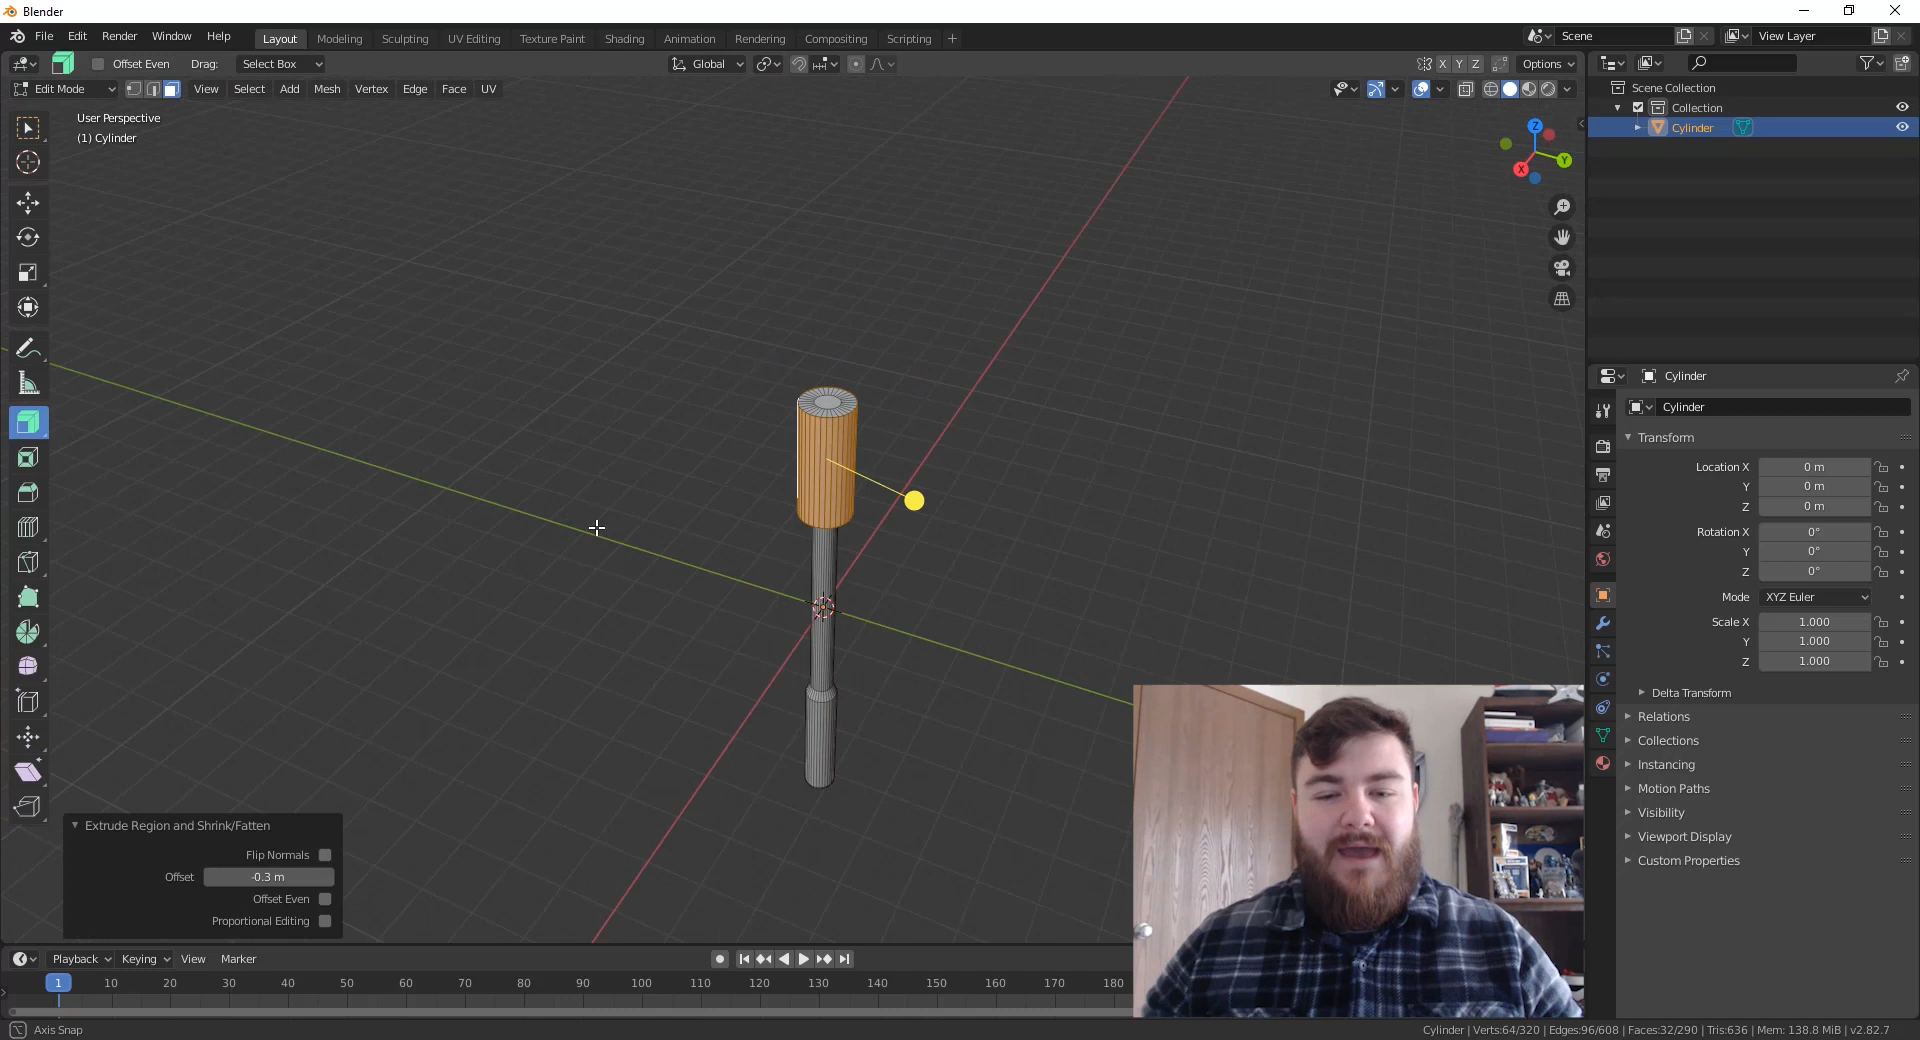 Blender
File Edit Render Window Help
Layout Modeling Sculpting UV Editing Texture Paint Shading Animation Rendering Compositing Scripting +
Scene
View Layer
Offset Even Drag: Select Box
Global
X Y Z
Options
Edit Mode
View Select Add Mesh Vertex Edge Face UV
User Perspective
(1) Cylinder
Z
Y
X
Scene Collection
Collection
Cylinder
Cylinder
Cylinder
Transform
Location X 0 m
Y 0 m
Z 0 m
Rotation X 0°
Y 0°
Z 0°
Mode XYZ Euler
Scale X 1.000
Y 1.000
Z 1.000
Delta Transform
Relations
Collections
Instancing
Motion Paths
Visibility
Viewport Display
Custom Properties
Extrude Region and Shrink/Fatten
Flip Normals
Offset -0.3 m
Offset Even
Proportional Editing
Playback Keying View Marker
1 10 20 30 40 50 60 70 80 90 100 110 120 130 140 150 160 170 180
Axis Snap
Cylinder | Verts:64/320 | Edges:96/608 | Faces:32/290 | Tris:636 | Mem: 138.8 MiB | v2.82.7